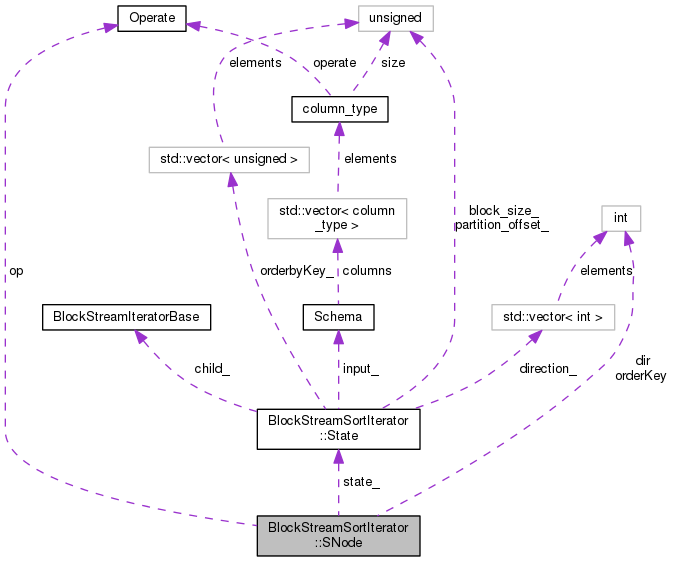 Operate
unsigned
elements
operate
size
column_type
std::vector< unsigned >
elements
std::vector< column
_type >
block_size_
partition_offset_
int
op
orderbyKey_
columns
elements
BlockStreamIteratorBase
Schema
std::vector< int >
child_
input_
direction_
dir
orderKey
BlockStreamSortIterator
::State
state_
BlockStreamSortIterator
::SNode